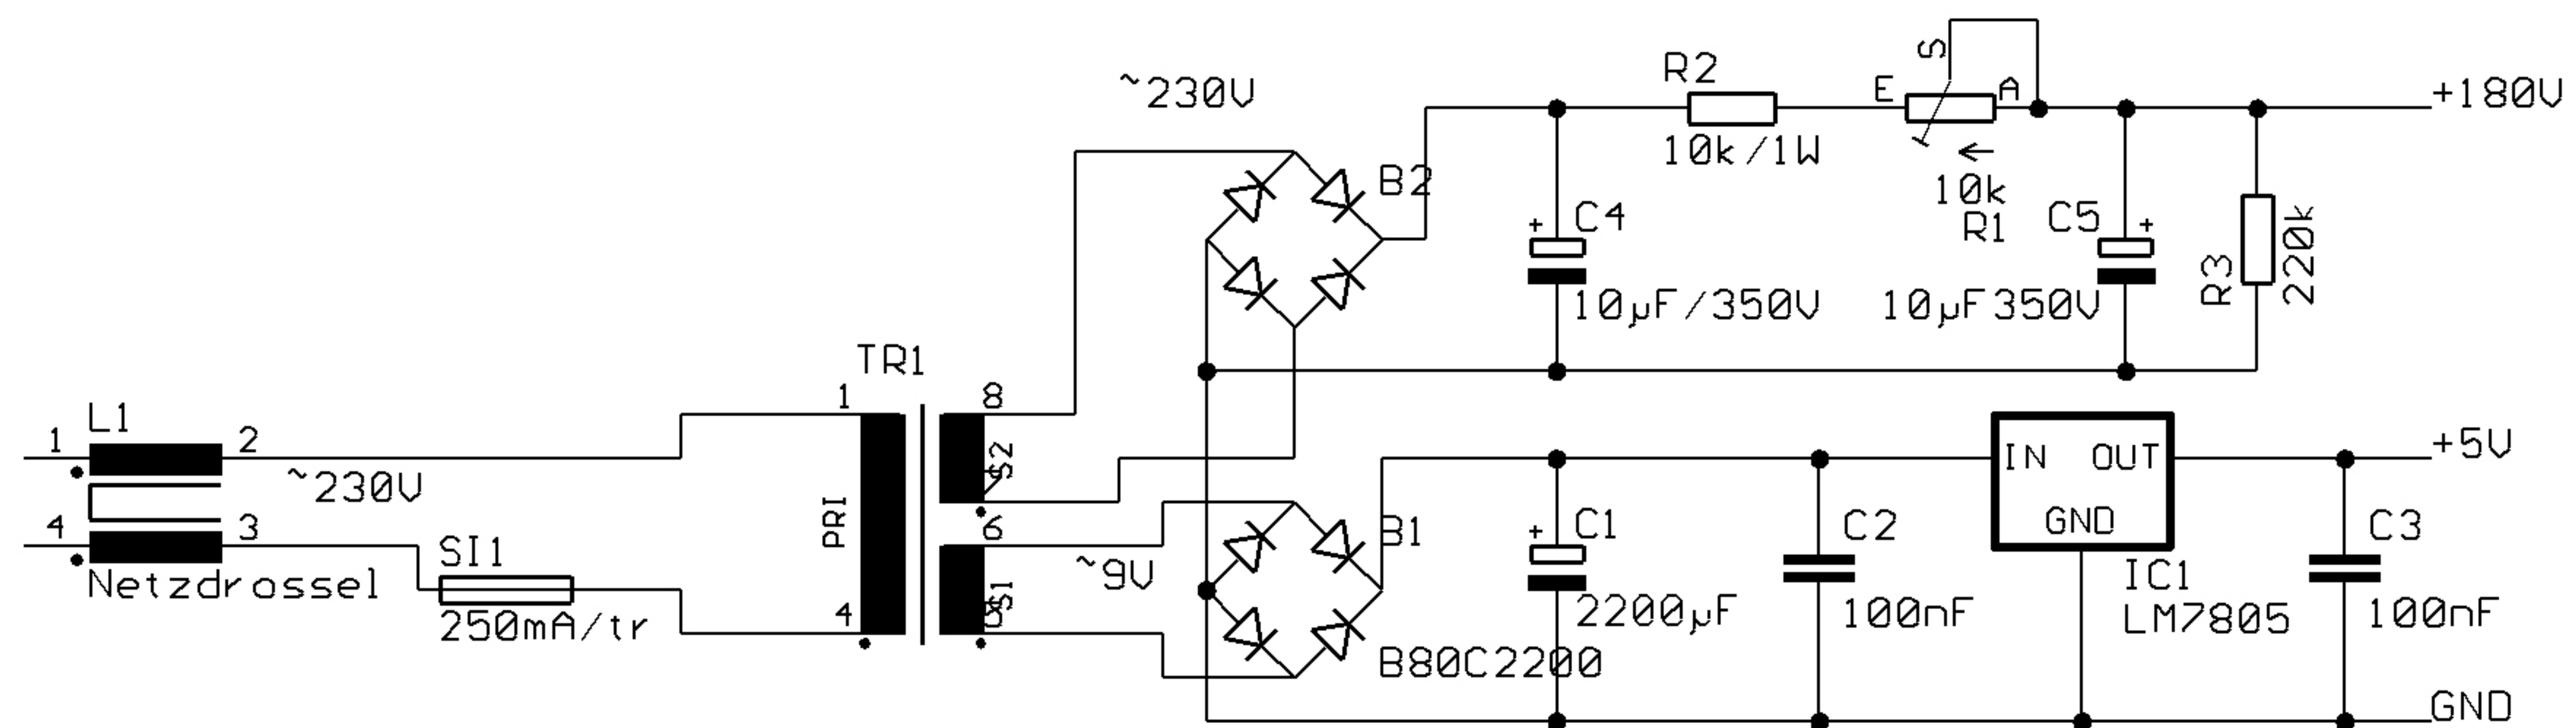 ~230V
R2
10k/1W
E
S
A
+180V
B2
C4
+
10µF/350V
10k
R1
C5
+
10µF350V
R3
220k
TR1
L1
1
2
4
3
~230V
Netzdrossel
SI1
250mA/tr
1
4
PRI
8
S2
7
6
S1
5
~9V
B1
B80C2200
C1
+
2200µF
C2
100nF
IN
OUT
GND
IC1
LM7805
C3
100nF
+5V
GND